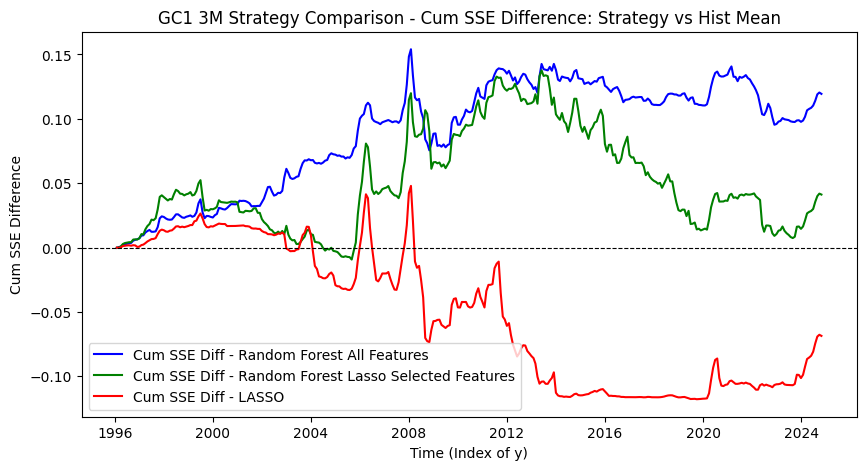 GC1 3M Strategy Comparison - Cum SSE Difference: Strategy vs Hist Mean
Cum SSE Difference
0.15
0.10
0.05
0.00
−0.05
−0.10
Cum SSE Diff - Random Forest All Features
Cum SSE Diff - Random Forest Lasso Selected Features
Cum SSE Diff - LASSO
1996 2000 2004 2008 2012 2016 2020 2024
Time (Index of y)